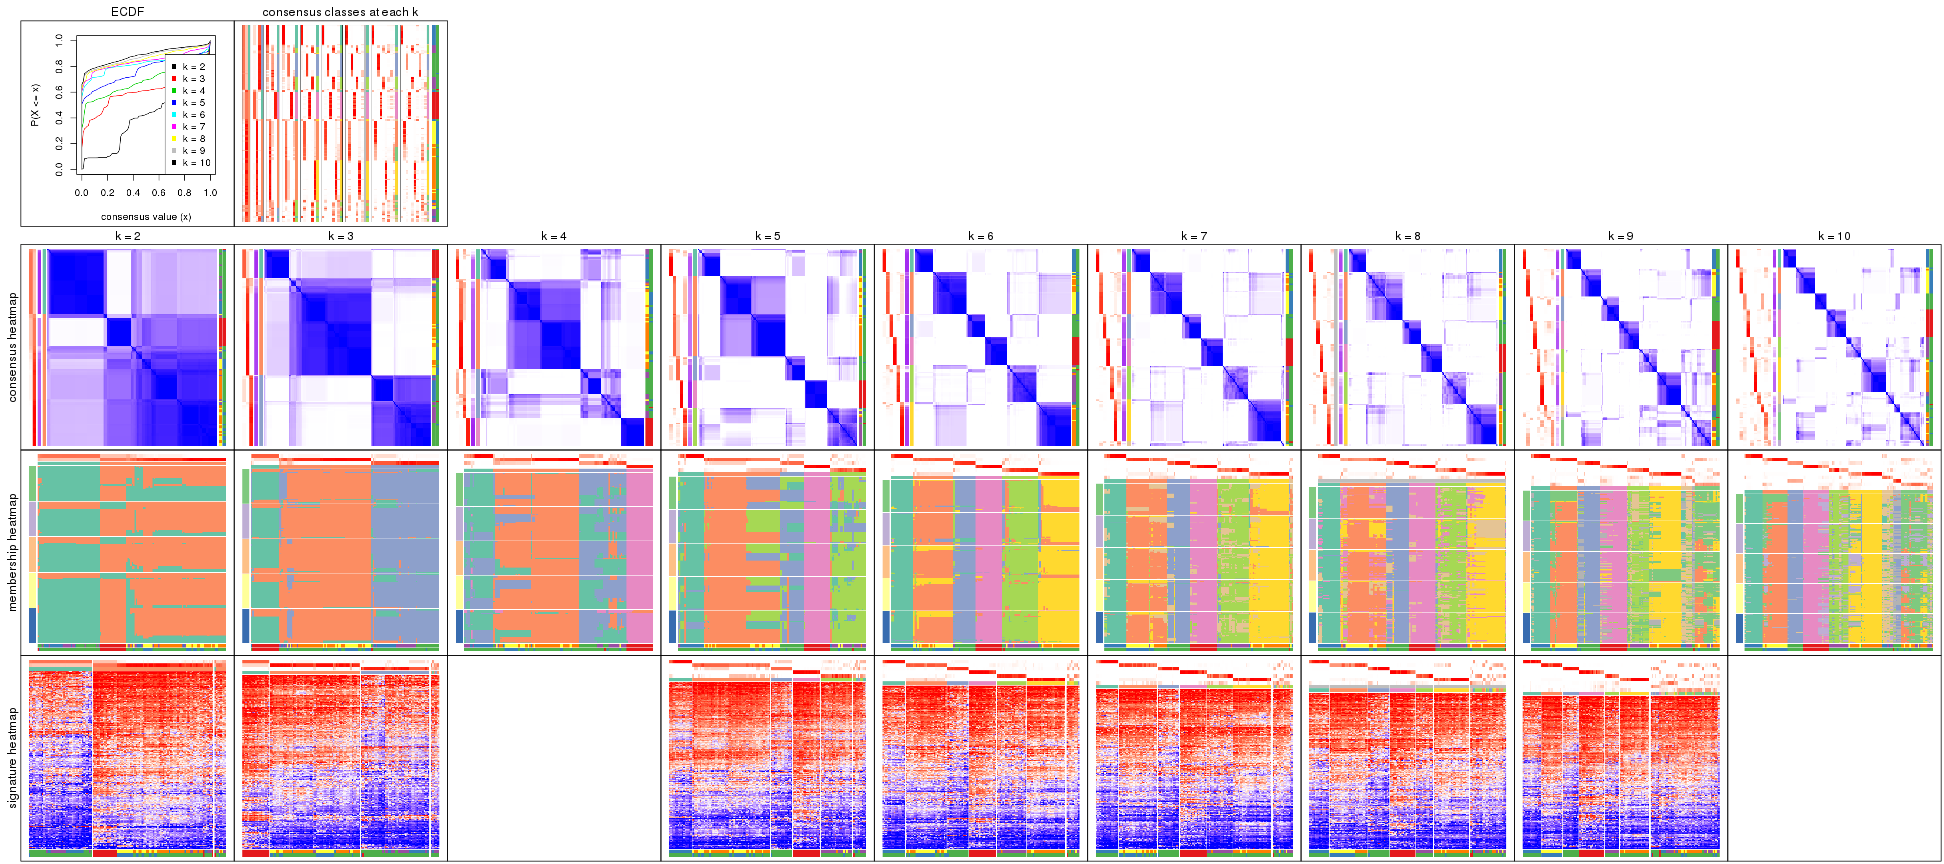 ECDF
consensus classes at each k
P(X <= x)
0.0 0.2 0.4 0.6 0.8 1.0
k = 2
k = 3
k = 4
k = 5
k = 6
k = 7
k = 8
k = 9
k = 10
0.0 0.2 0.4 0.6 0.8 1.0
consensus value (x)
k = 2 k = 3 k = 4 k = 5 k = 6 k = 7 k = 8 k = 9 k = 10
consensus heatmap
membership heatmap
signature heatmap